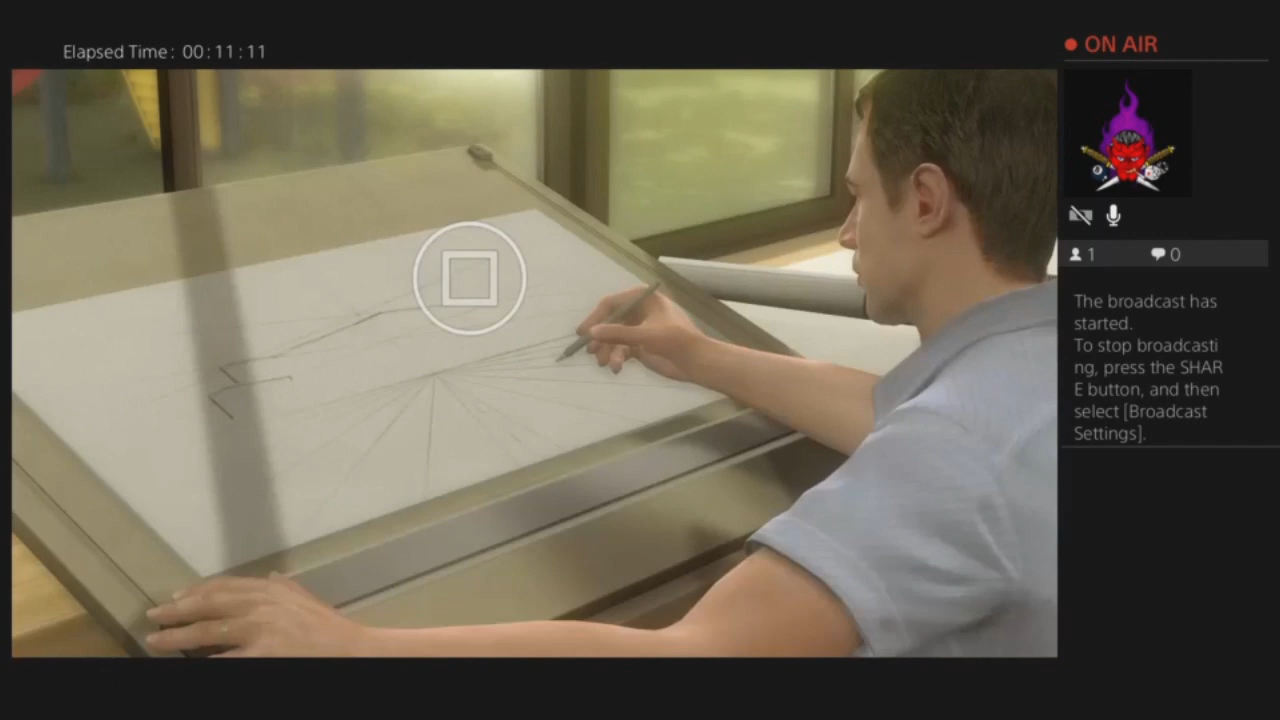 Elapsed Time: 00:11:11
ON AIR
1
0
The broadcast has
started.
To stop broadcasti
ng, press the SHAR
E button, and then
select [Broadcast
Settings].